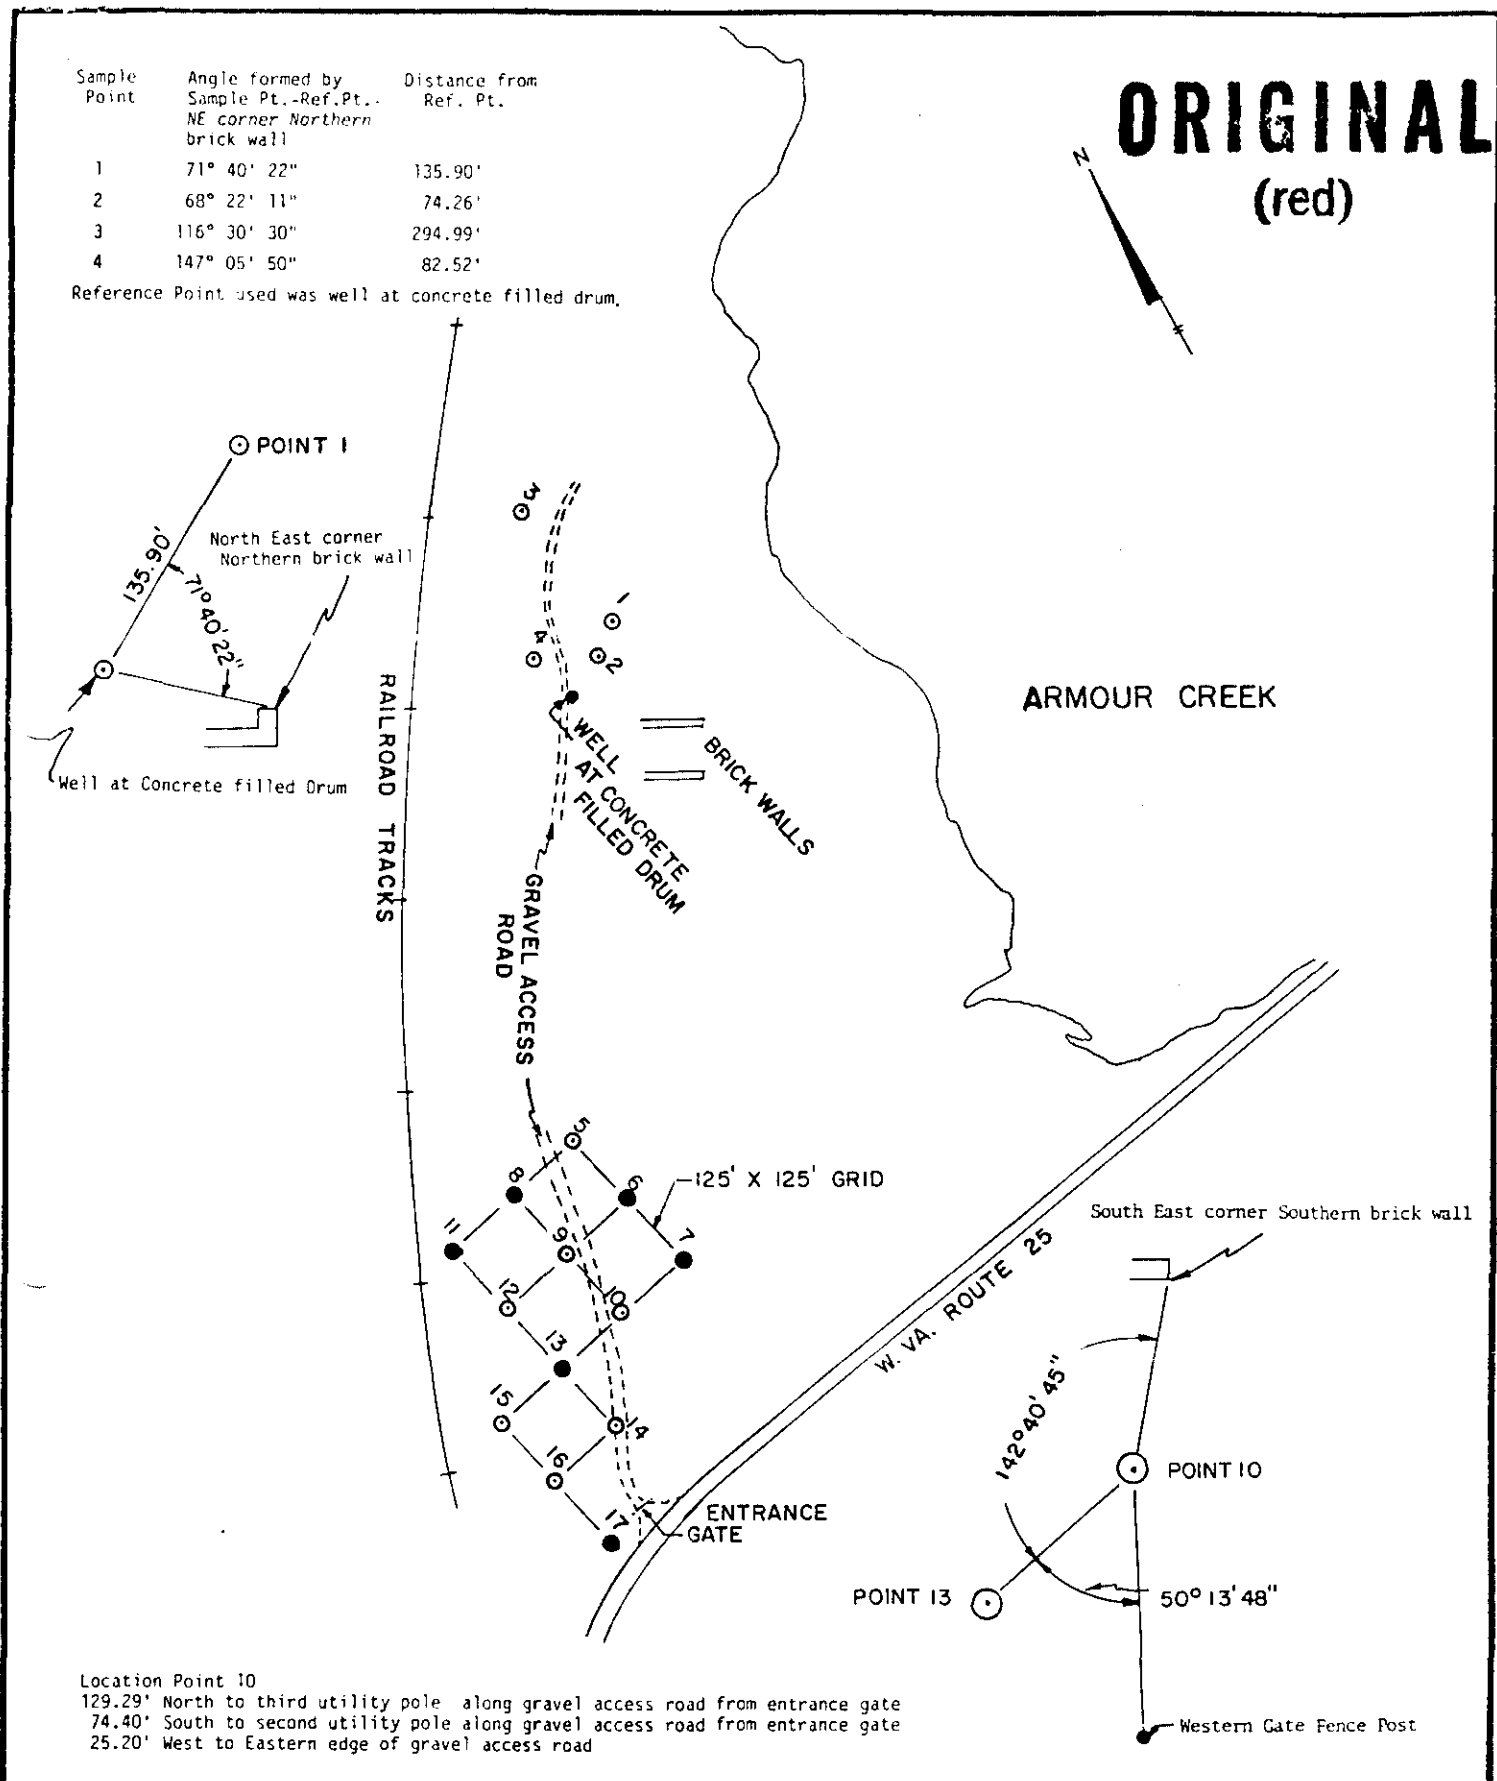 Sample Angle formed by Distance from
Point Sample Pt.-Ref.Pt.- Ref. Pt.
NE corner Northern
brick wall
1 71° 40' 22" 135.90'
2 68° 22' 11" 74.26'
3 116° 30' 30" 294.99'
4 147° 05' 50" 82.52'
Reference Point used was well at concrete filled drum.
ORIGINAL
(red)
N
POINT 1
135.90'
71°40'22"
North East corner
Northern brick wall
Well at Concrete filled Drum
RAILROAD TRACKS
3
1
4
2
WELL
AT CONCRETE
FILLED DRUM
BRICK WALLS
ARMOUR CREEK
GRAVEL ACCESS
ROAD
5
8
6
125' X 125' GRID
11
9
7
12
10
13
15
14
16
17
ENTRANCE
GATE
W. VA. ROUTE 25
South East corner Southern brick wall
142°40'45"
POINT 10
POINT 13
50°13'48"
Western Gate Fence Post
Location Point 10
129.29' North to third utility pole along gravel access road from entrance gate
74.40' South to second utility pole along gravel access road from entrance gate
25.20' West to Eastern edge of gravel access road